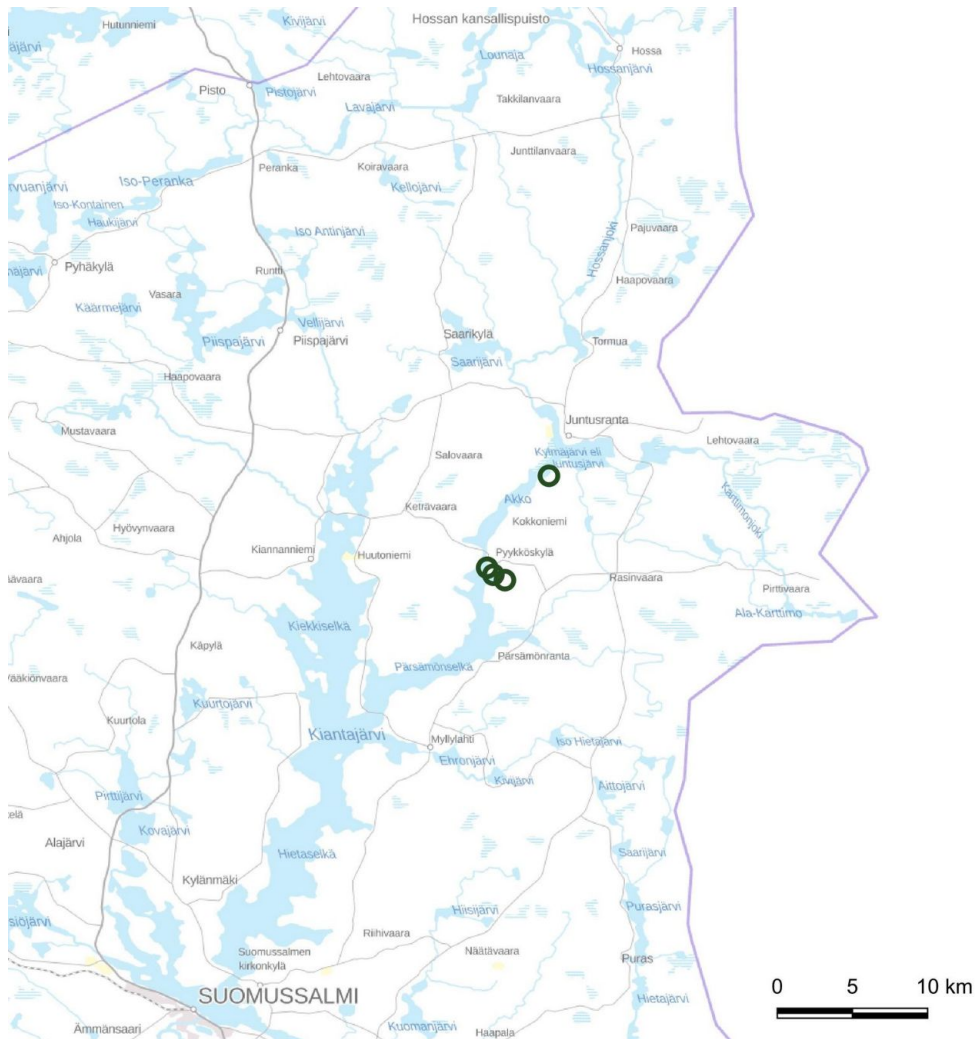 Hutunniemi
Kivijärvi
Hossan kansallispuisto
ajärvi
Lounaja
Hossa
Hossanjärvi
Lehtovaara
Pisto
Pistojärvi
Lavajärvi
Takkilanvaara
Junttilanvaara
Peranka
Koiravaara
Iso-Peranka
Kellojärvi
rvuanjärvi
Iso-Kontainen
Haukijärvi
Iso Antinjärvi
Pajuvaara
Hossanjoki
Pyhäkylä
Runtti
Haapovaara
Vasara
Käärmejärvi
Vellijärvi
Piispajärvi
Piispajärvi
Saarikylä
Tormua
Saarijärvi
Haapovaara
Juntusranta
Mustavaara
Lehtovaara
Salovaara
Kylmäjärvi eli
Juntusjärvi
Akko
Karttimonjoki
Keträvaara
Kokkoniemi
Hyövynvaara
Ahjola
Kiannanniemi
Huutoniemi
Pyykköskylä
Rasinvaara
Pirttivaara
Ala-Karttimo
Kiekkiselkä
Käpylä
Pärsämönranta
Pärsämönselkä
Kuurtojärvi
Kuurtola
Kiantajärvi
Myllylahti
Iso Hietajärvi
Ehronjärvi
Kivijärvi
Aittojärvi
Pirttijärvi
Kovajärvi
Alajärvi
Hietaselkä
Saarijärvi
Kylänmäki
Hiisijärvi
Purasjärvi
Riihivaara
Näätävaara
Suomussalmen
kirkonkylä
Puras
SUOMUSSALMI
Hietajärvi
Ämmänsaari
Kuomanjärvi
Haapala
0 5 10 km